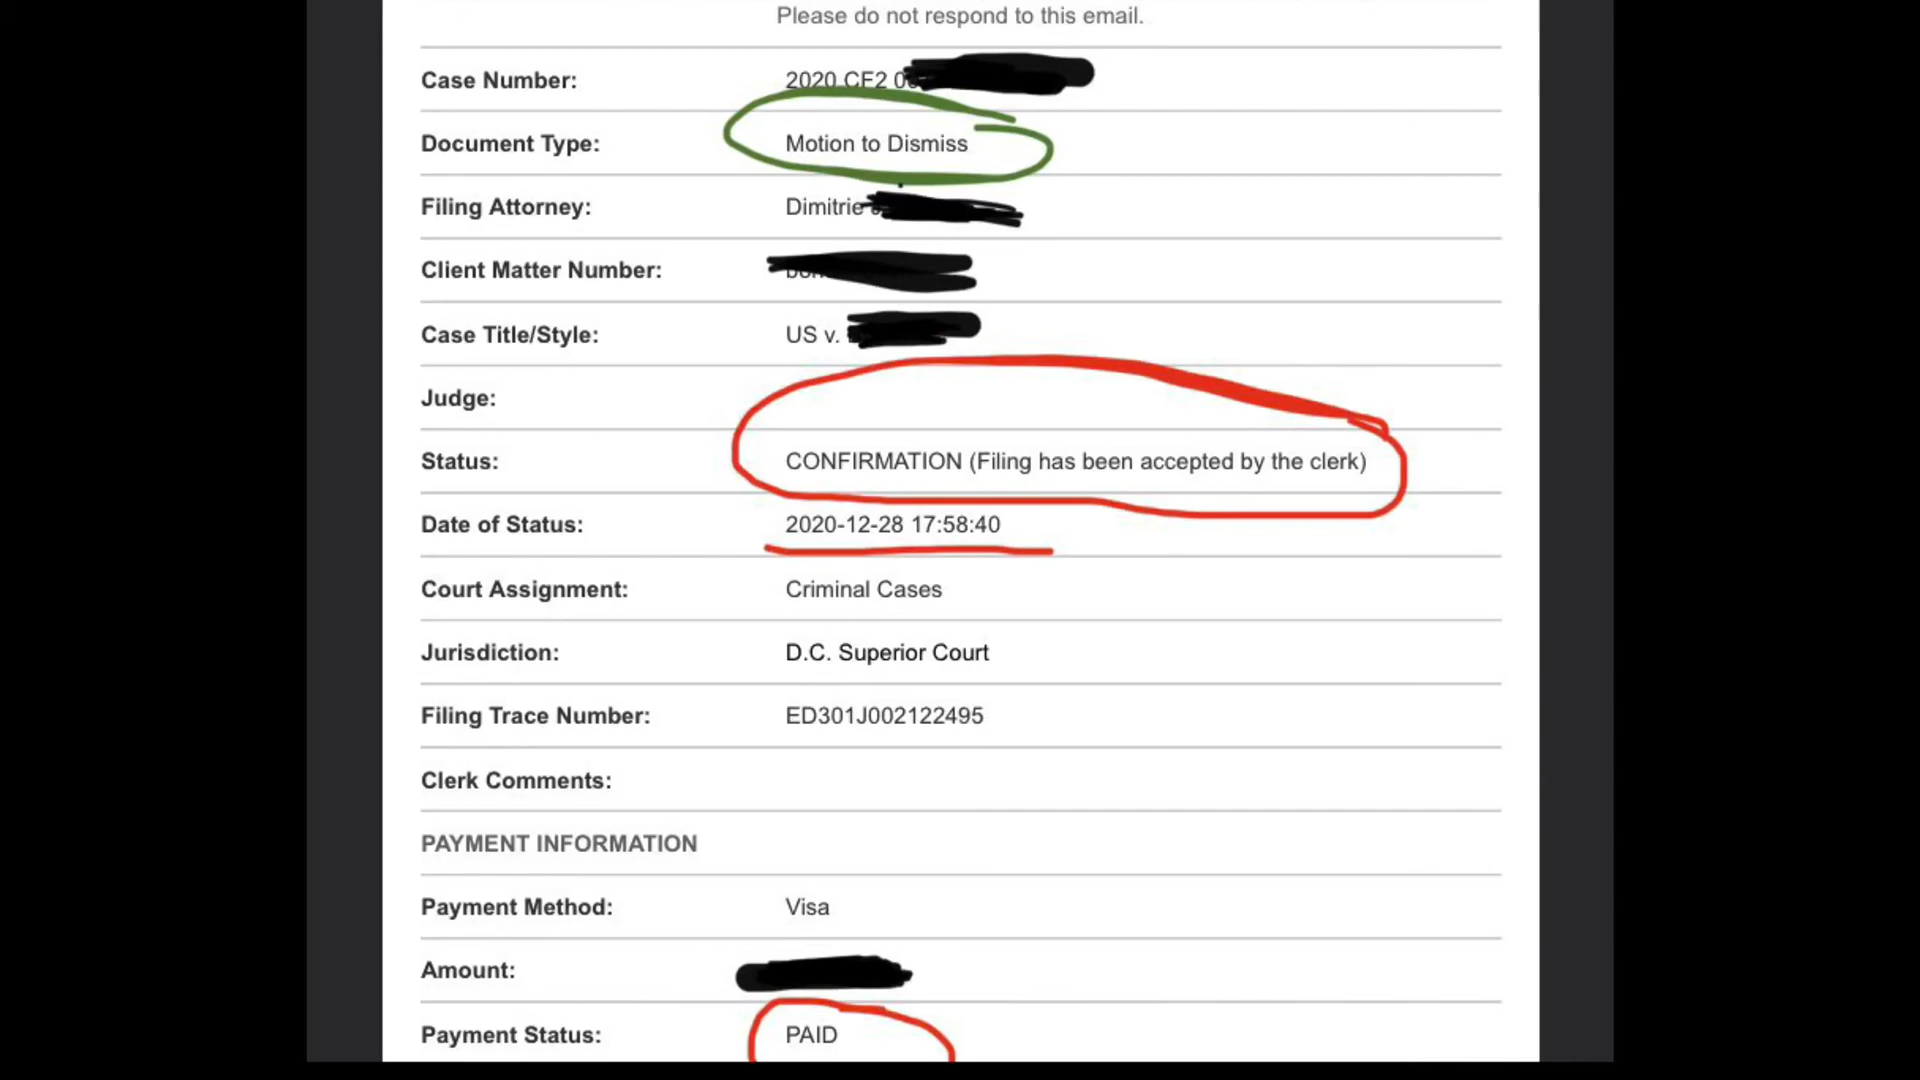 Please do not respond to this email.
Case Number: 2020 CF2
Document Type: Motion to Dismiss
Filing Attorney: Dimitrie
Client Matter Number:
Case Title/Style: US v.
Judge:
Status: CONFIRMATION (Filing has been accepted by the clerk)
Date of Status: 2020-12-28 17:58:40
Court Assignment: Criminal Cases
Jurisdiction: D.C. Superior Court
Filing Trace Number: ED301J002122495
Clerk Comments:
PAYMENT INFORMATION
Payment Method: Visa
Amount:
Payment Status: PAID